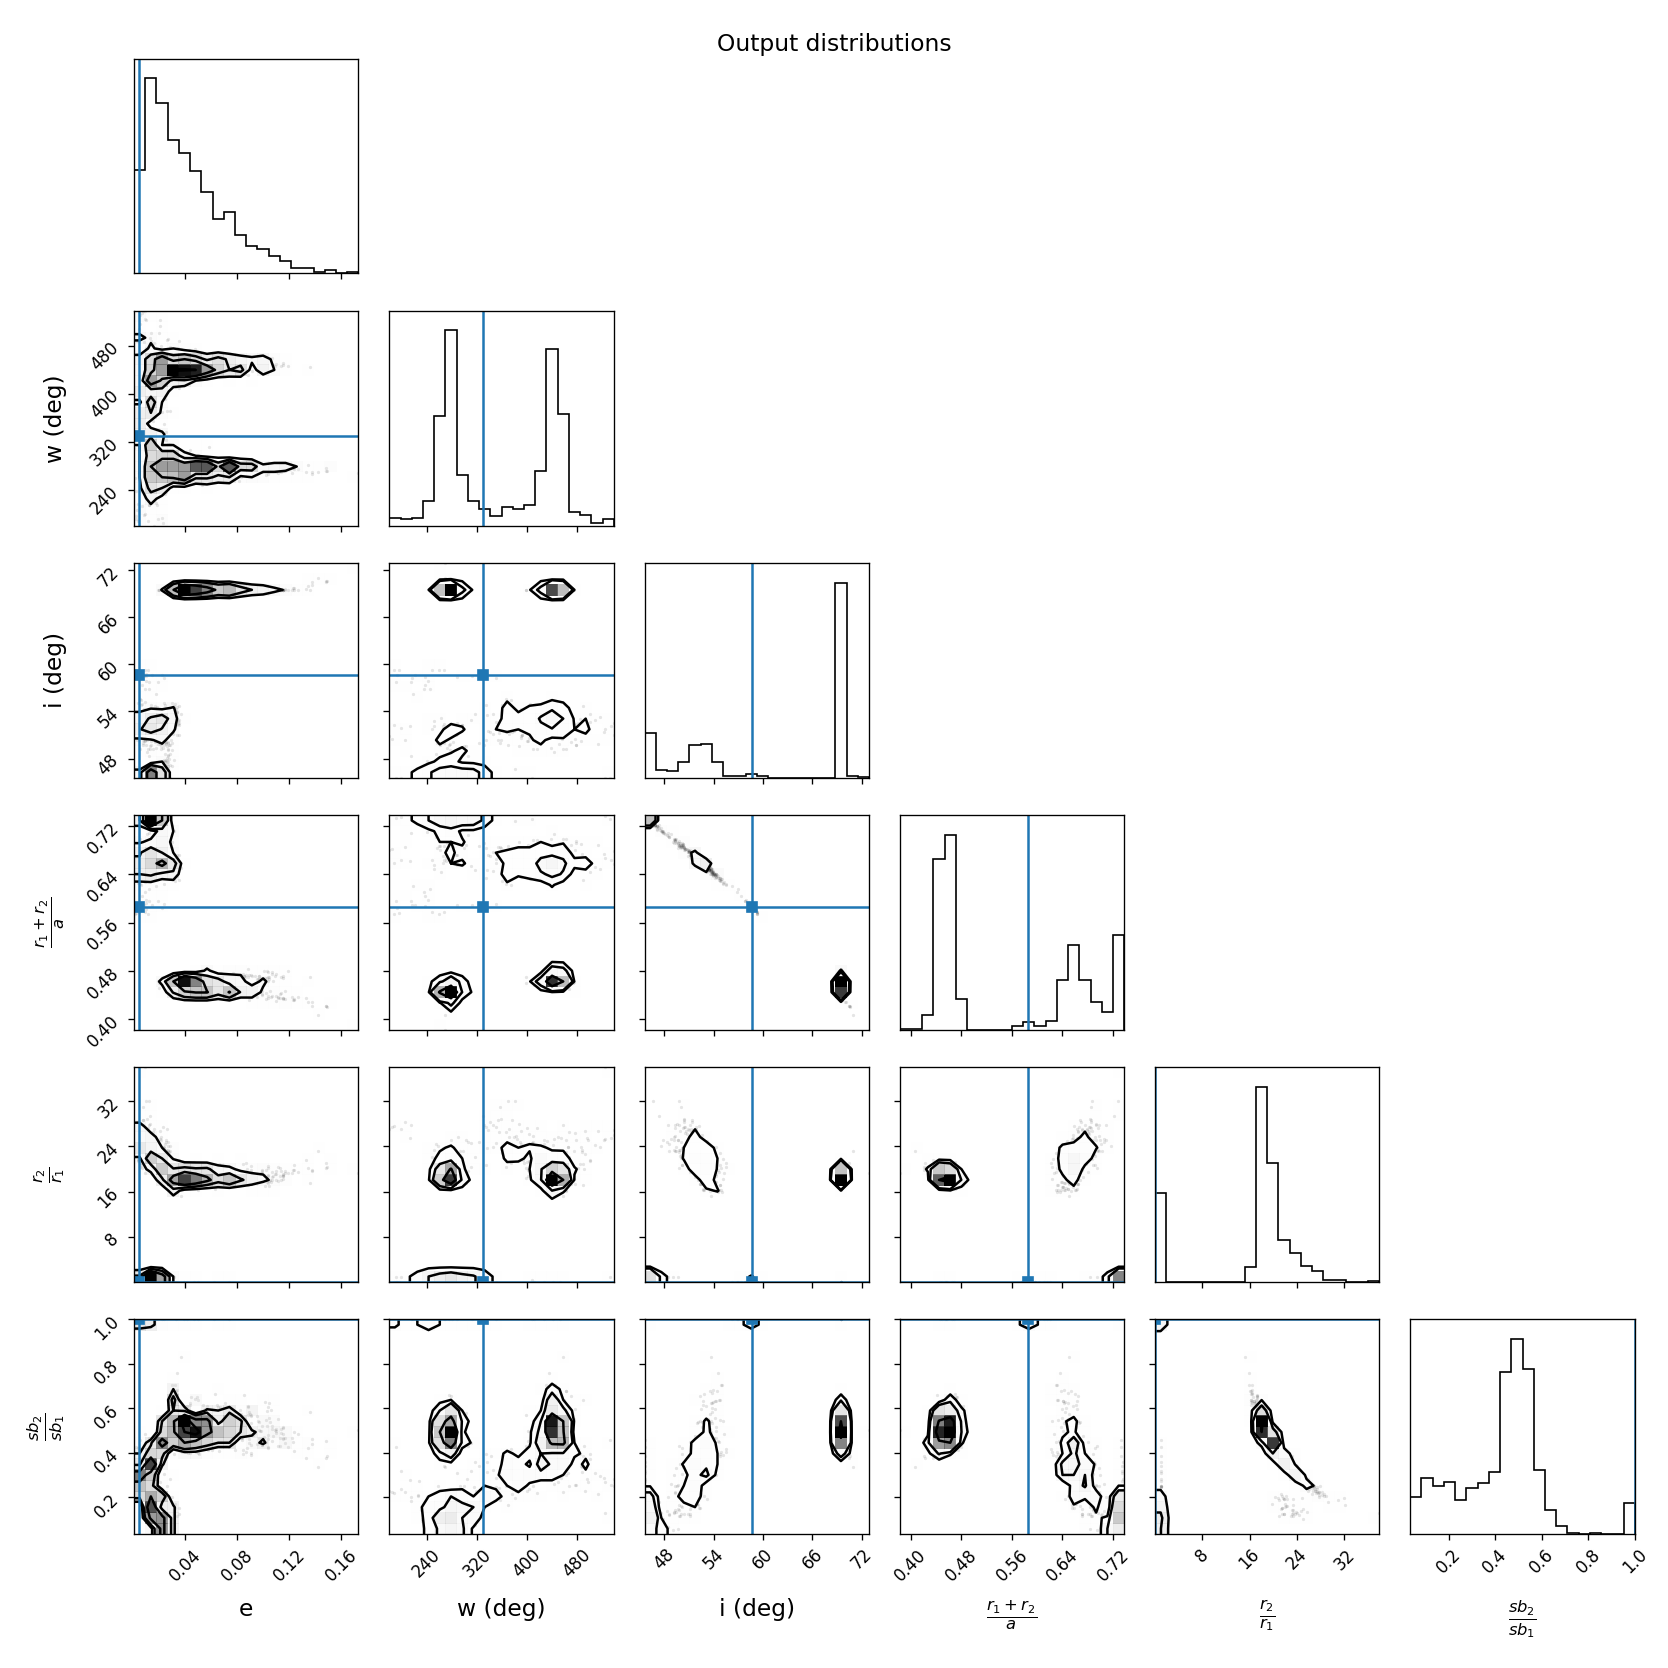 Output distributions
480
400
320
240
w (deg)
72
66
60
54
48
i (deg)
0.72
0.64
0.56
0.48
0.40
r₁ + r₂
a
32
24
16
8
r₂
r₁
1.0
0.8
0.6
0.4
0.2
sb₂
sb₁
0.04 0.08 0.12 0.16 240 320 400 480 48 54 60 66 72 0.40 0.48 0.56 0.64 0.72 8 16 24 32 0.2 0.4 0.6 0.8 1.0
e w (deg) i (deg) r₁ + r₂ r₂ sb₂
a r₁ sb₁